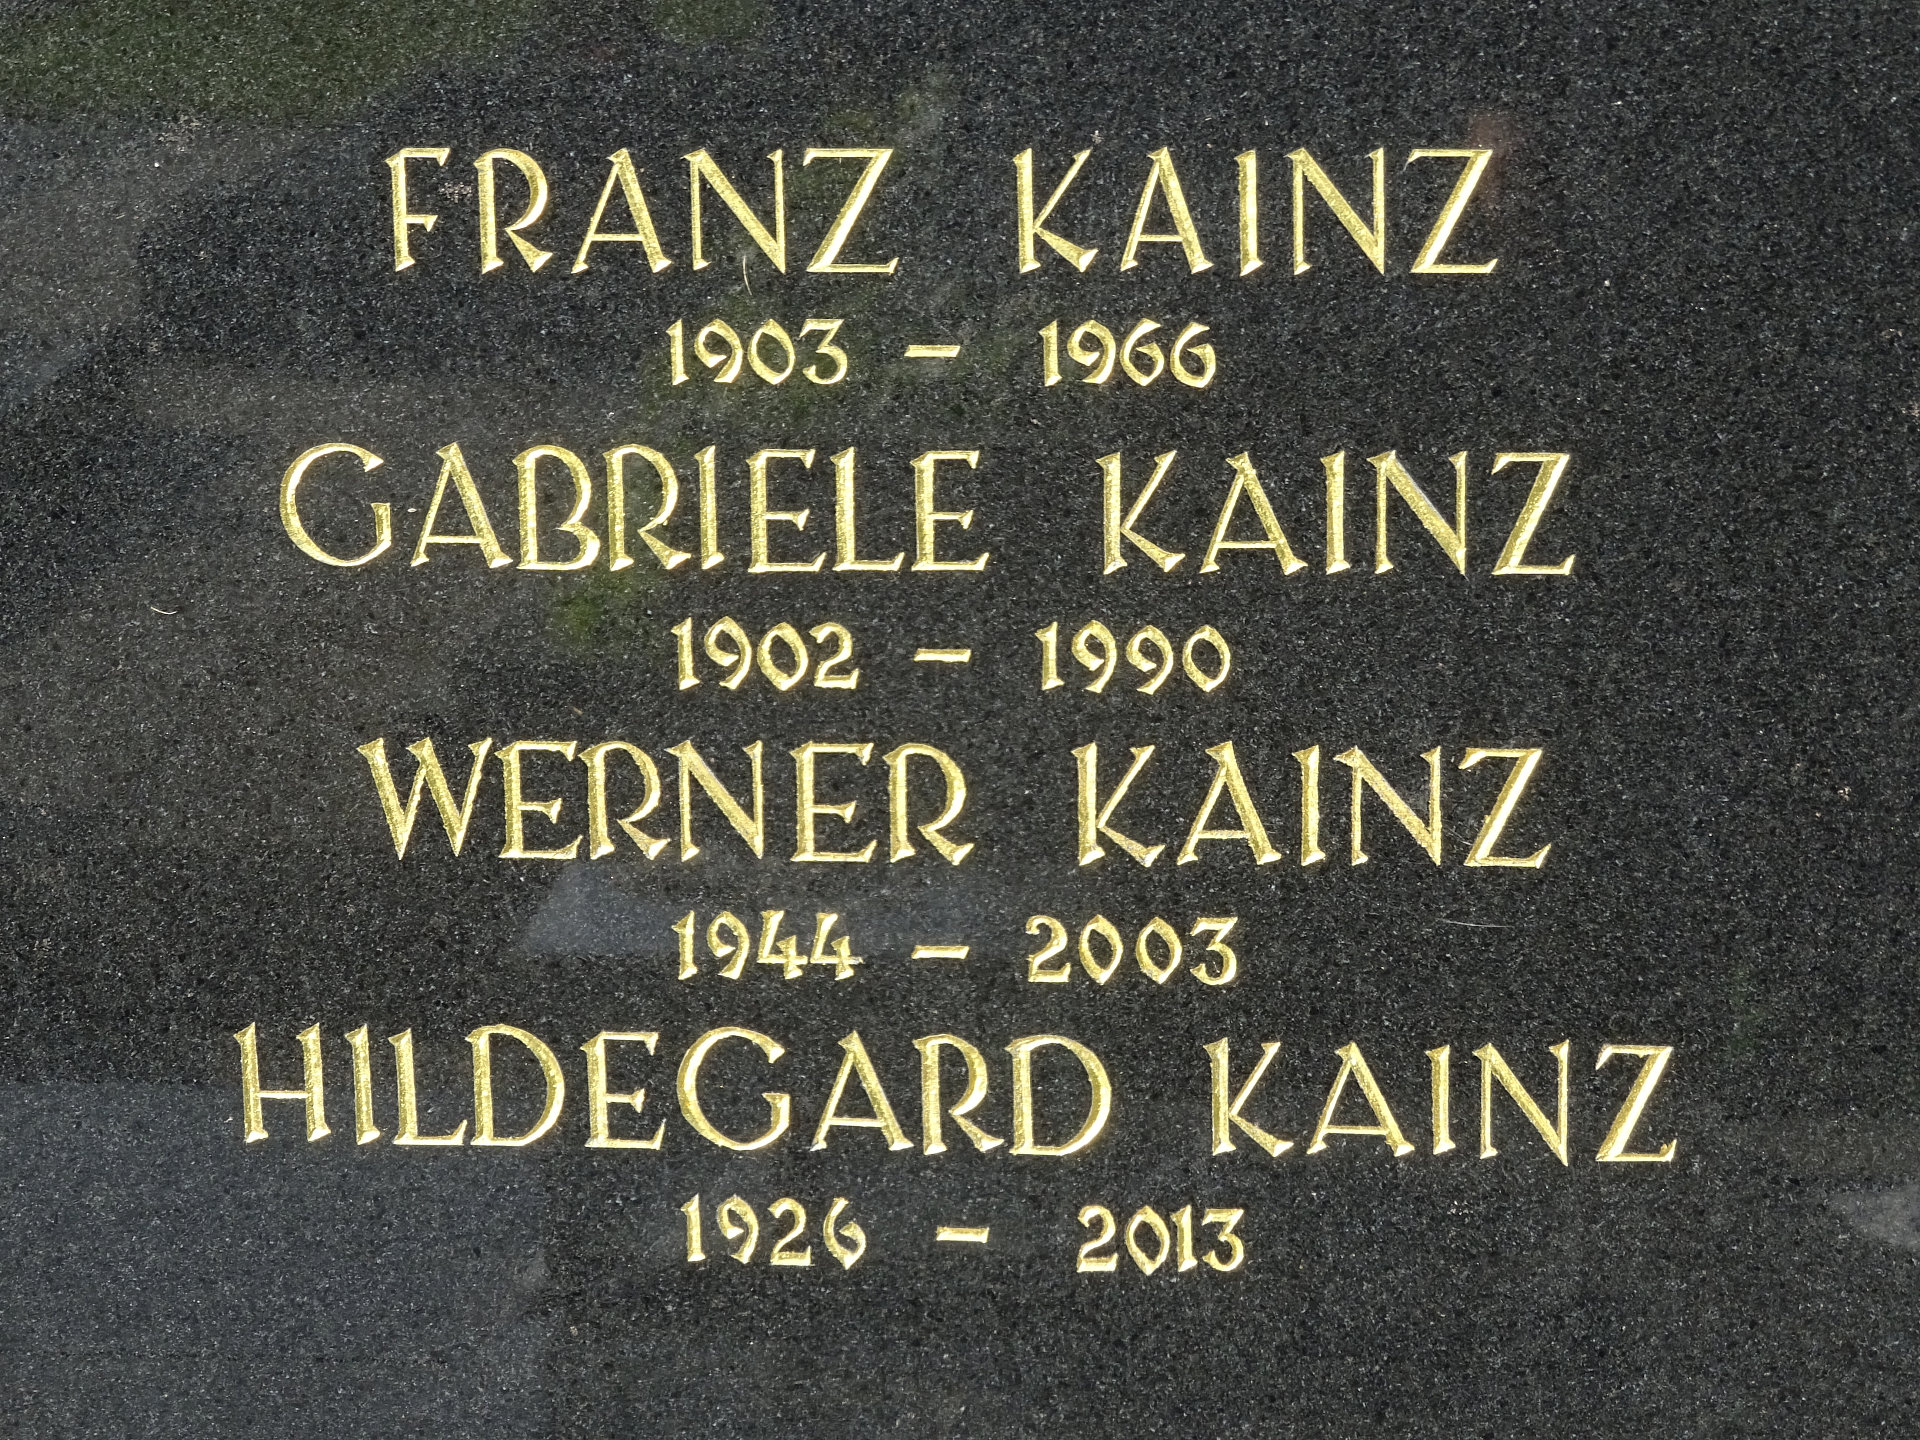 FRANZ KAINZ
1903 – 1966
GABRIELE KAINZ
1902 – 1990
WERNER KAINZ
1944 – 2003
HILDEGARD KAINZ
1926 – 2013